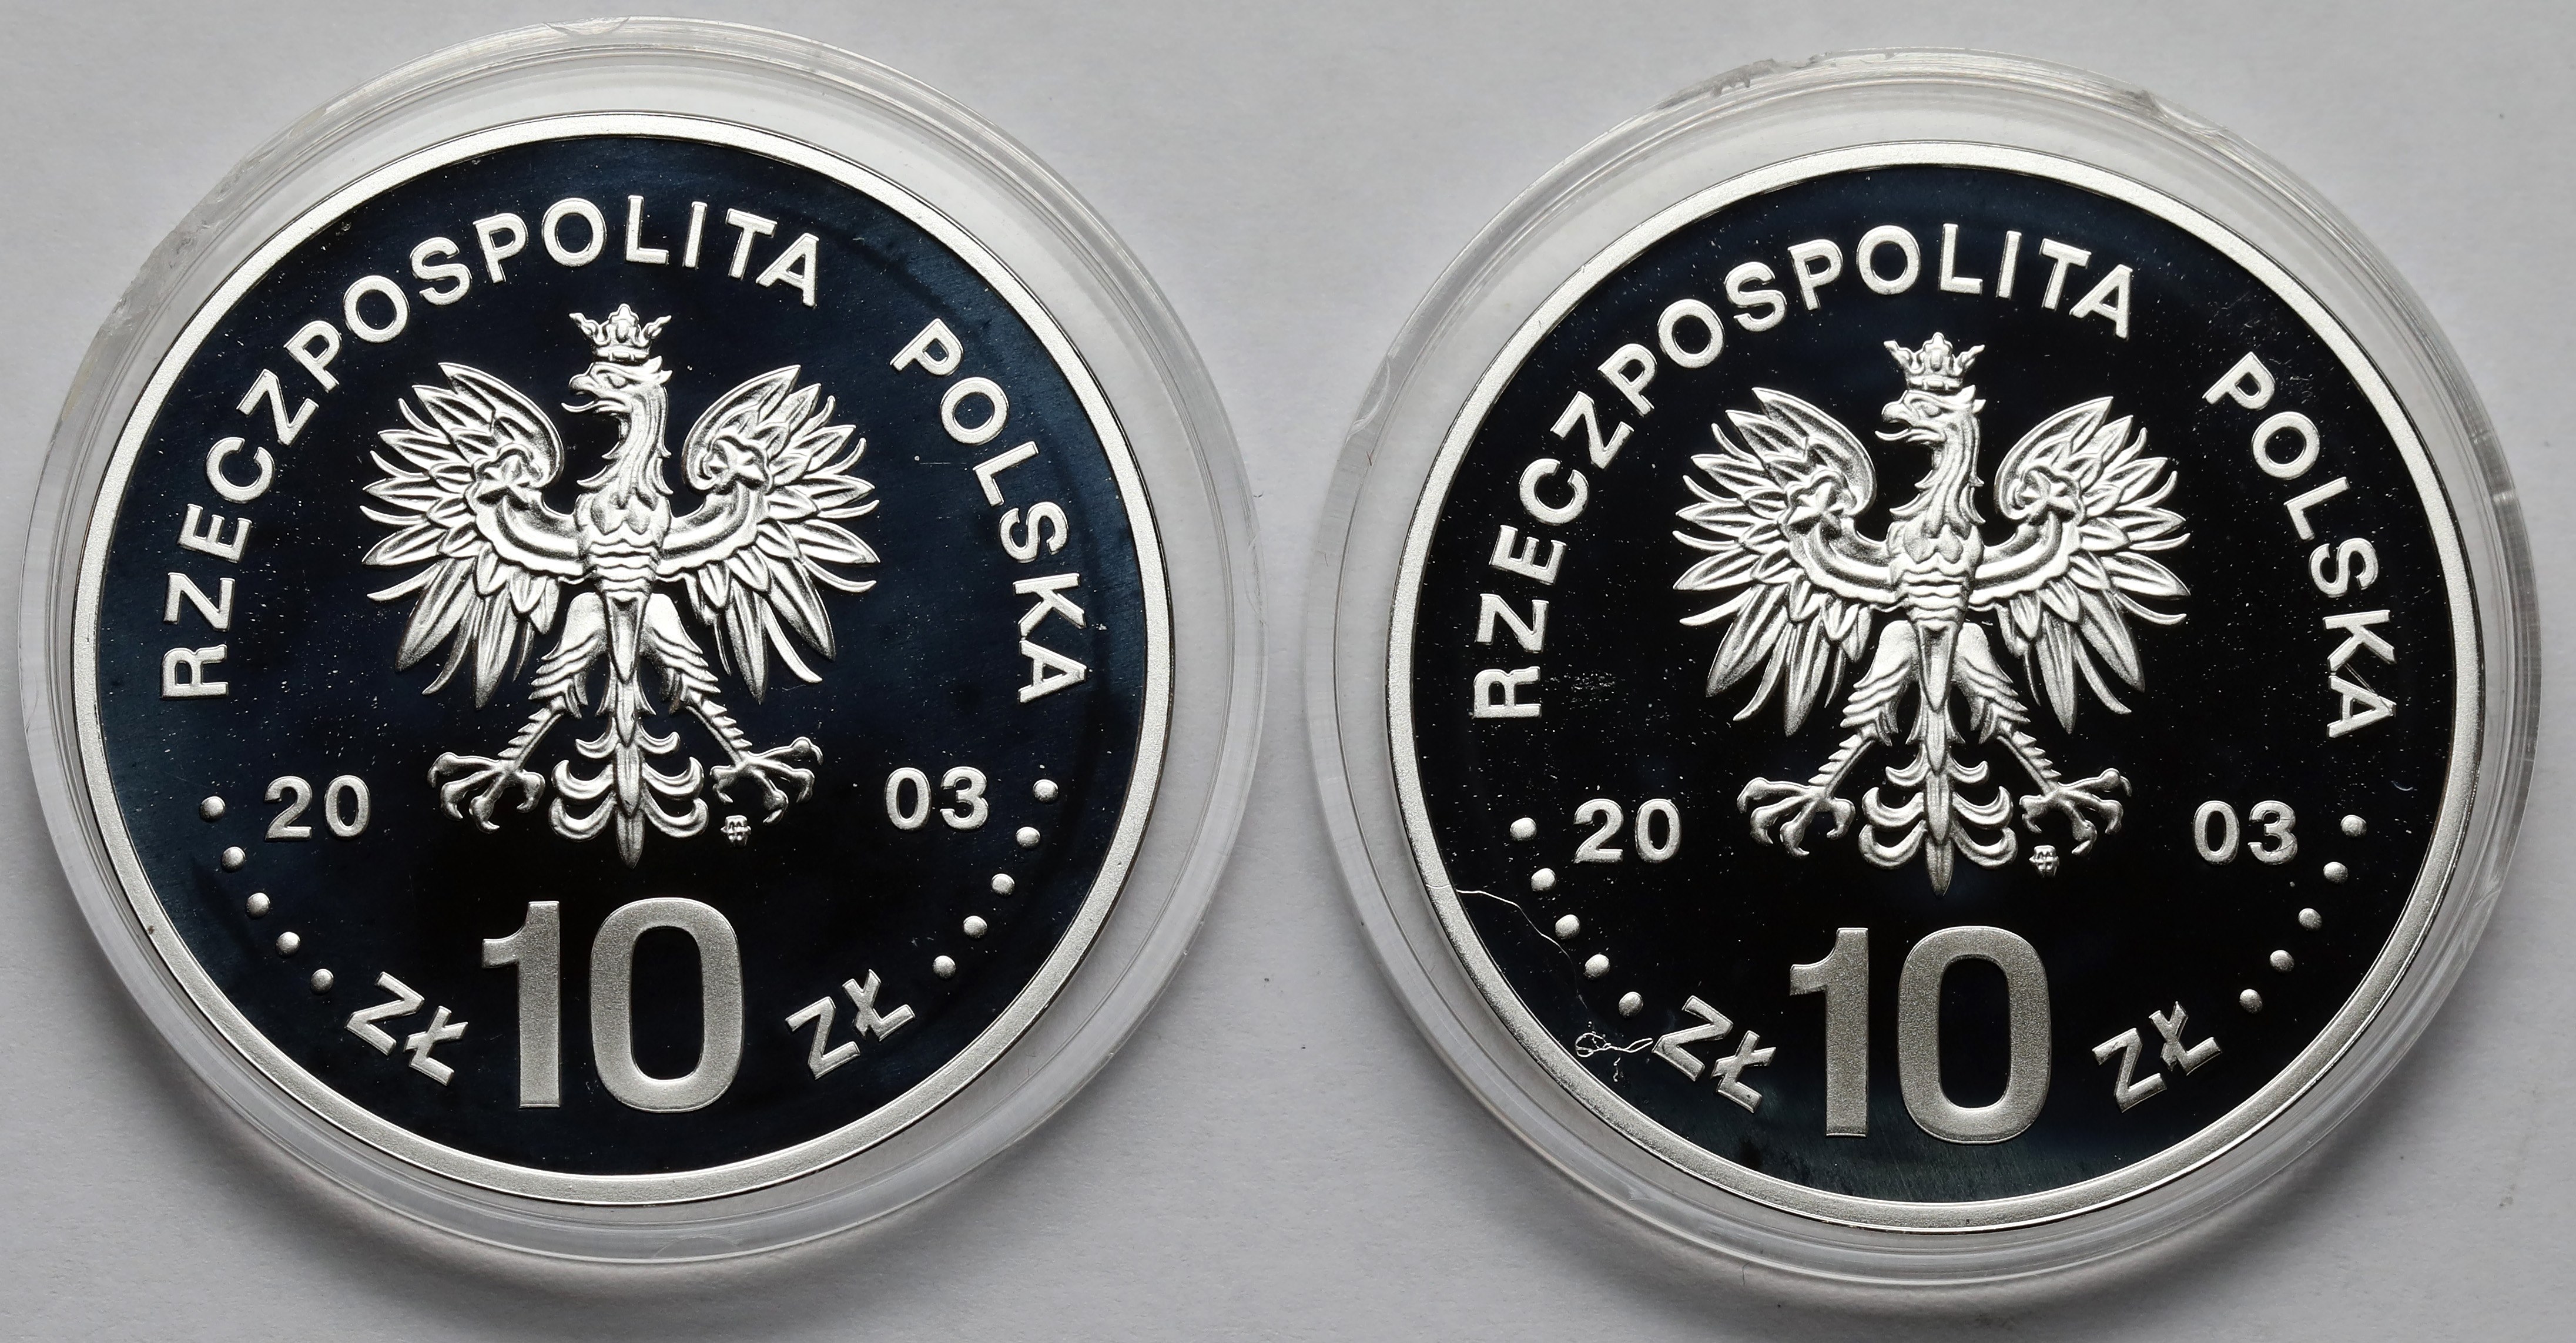 RZECZPOSPOLITA POLSKA
20 03
ZŁ 10 ZŁ
RZECZPOSPOLITA POLSKA
20 03
ZŁ 10 ZŁ